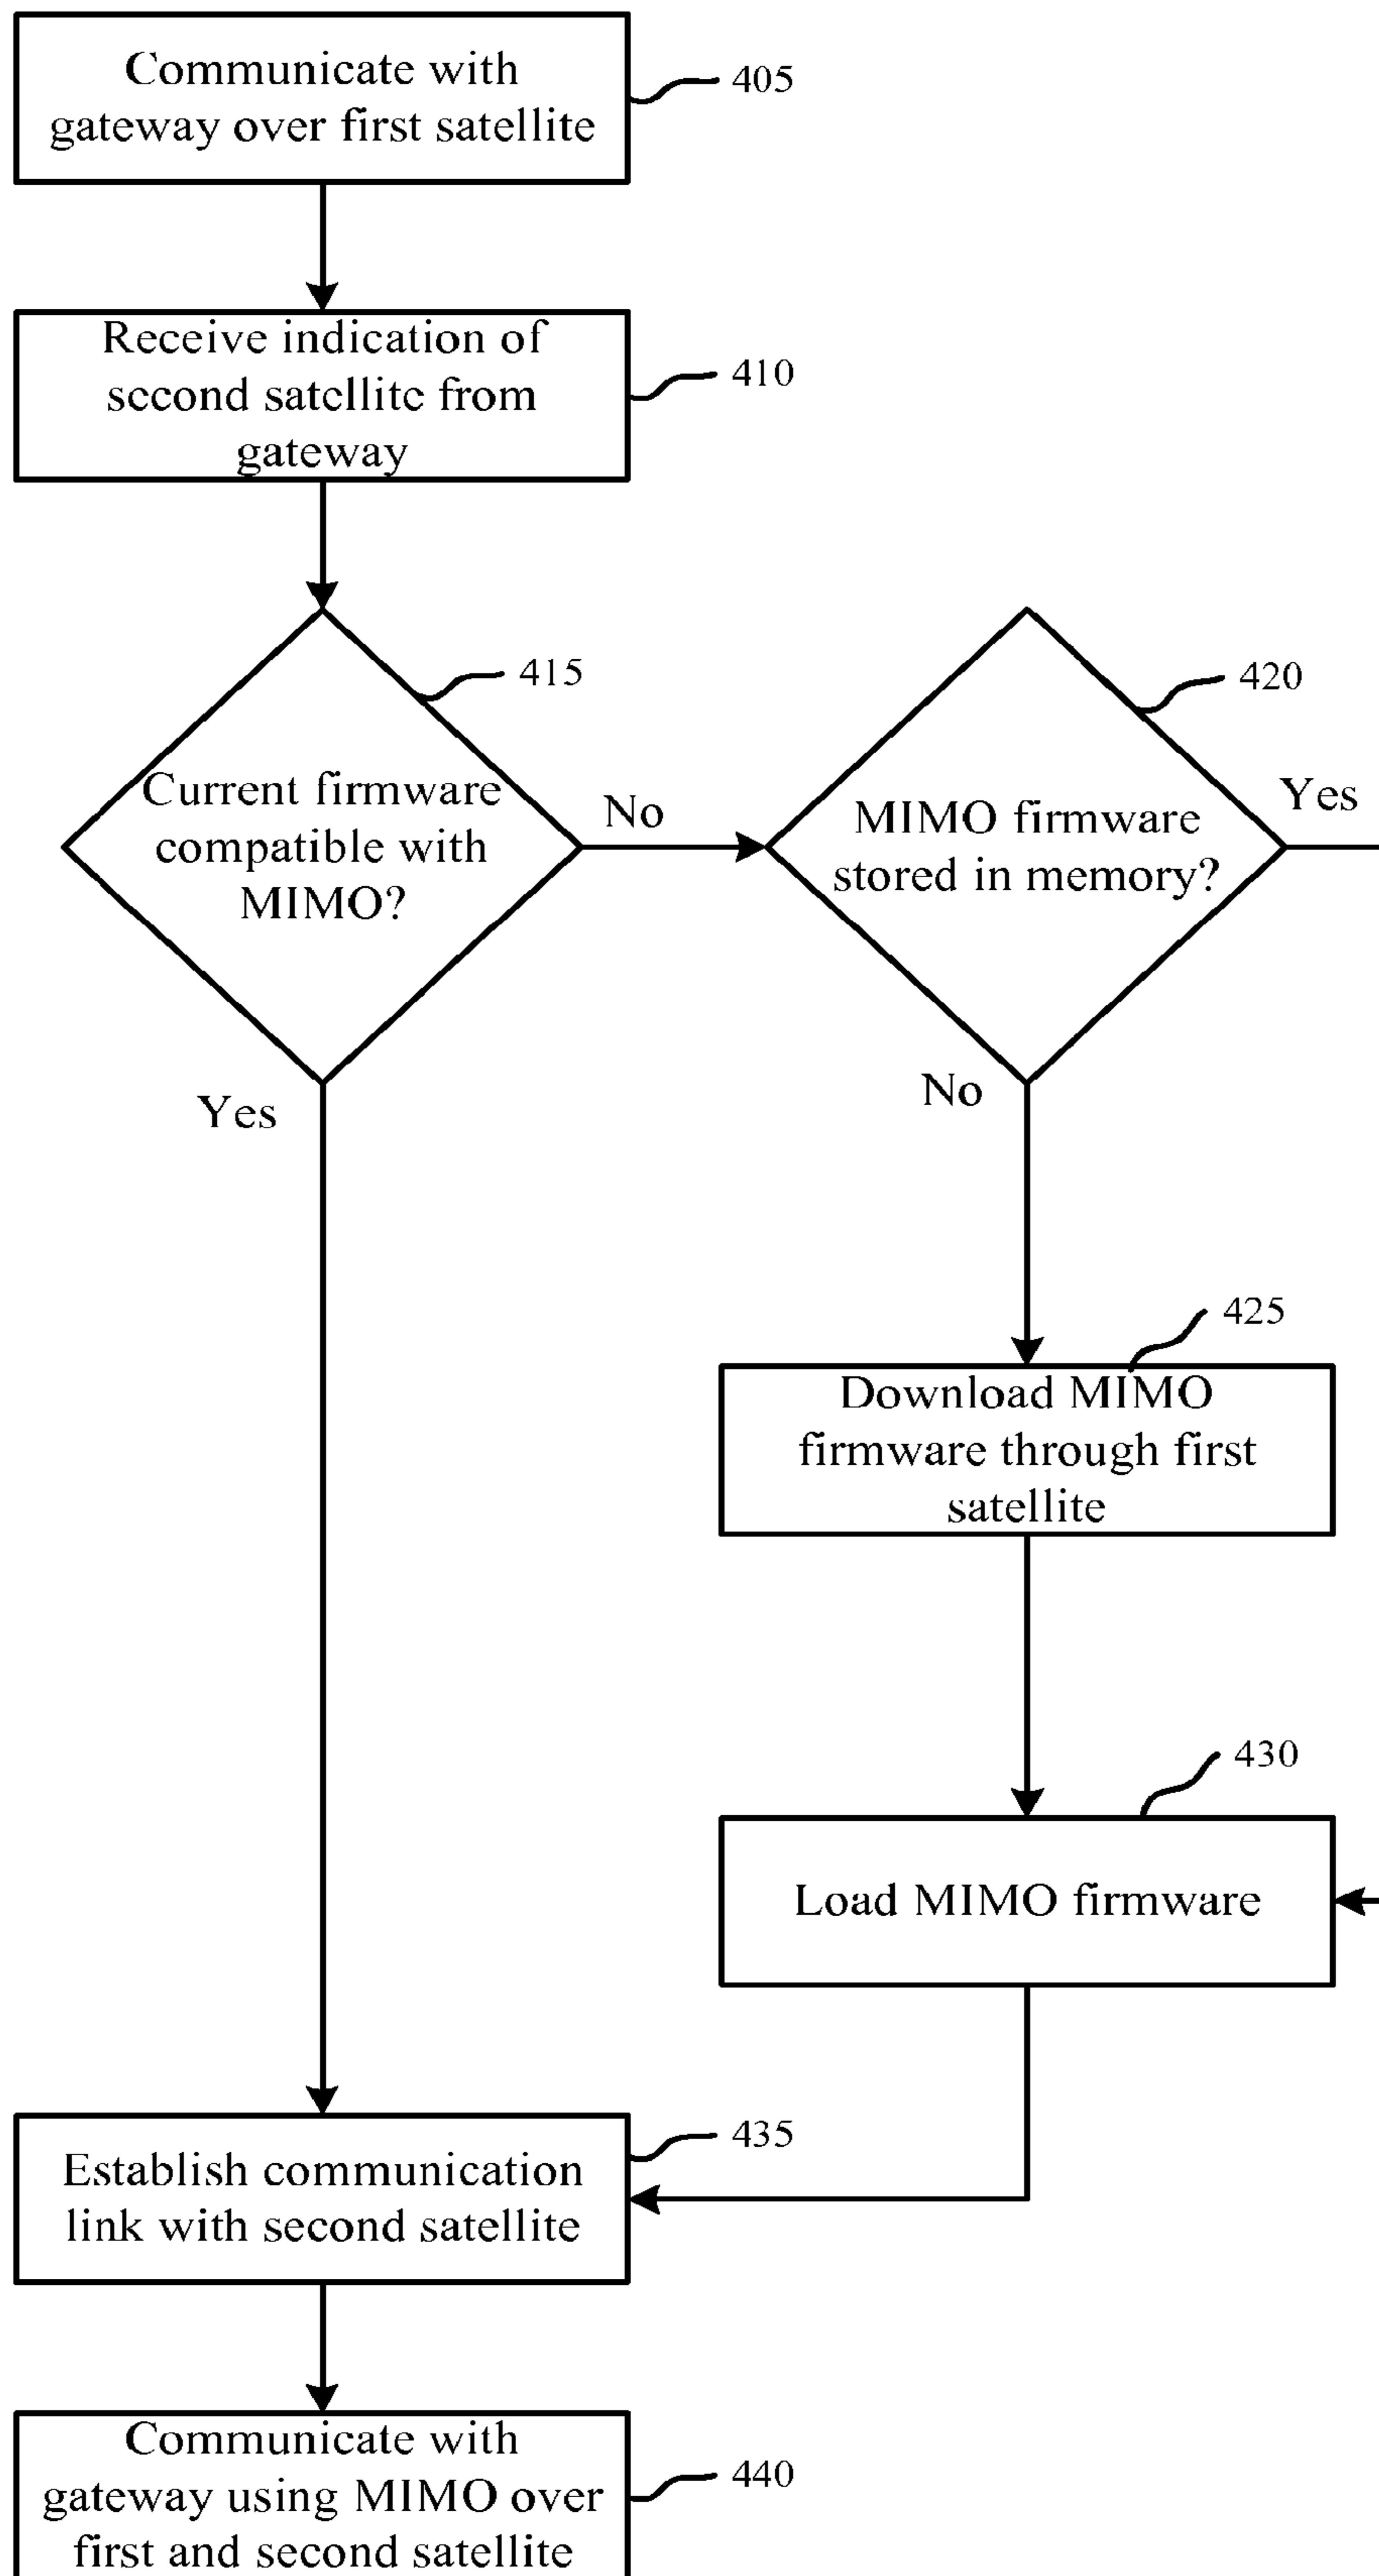 Communicate with
gateway over first satellite
405
Receive indication of
second satellite from
gateway
410
415
Current firmware
compatible with
MIMO?
No
Yes
420
MIMO firmware
stored in memory?
Yes
No
425
Download MIMO
firmware through first
satellite
430
Load MIMO firmware
435
Establish communication
link with second satellite
Communicate with
gateway using MIMO over
first and second satellite
440